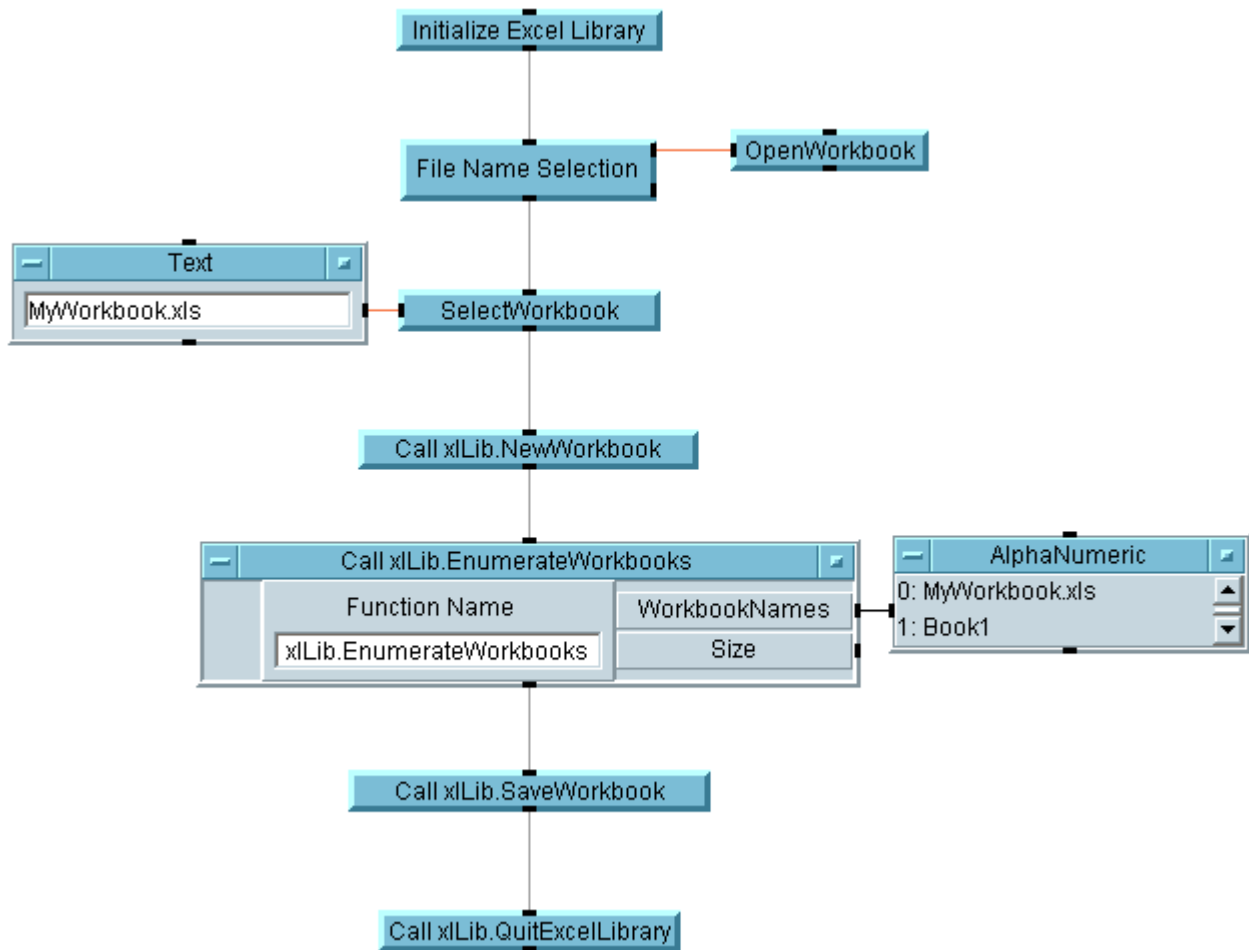 Initialize Excel Library
File Name Selection
OpenWorkbook
Text
MyWorkbook.xls
SelectWorkbook
Call xlLib.NewWorkbook
Call xlLib.EnumerateWorkbooks
Function Name
xlLib.EnumerateWorkbooks
WorkbookNames
Size
AlphaNumeric
0: MyWorkbook.xls
1: Book1
Call xlLib.SaveWorkbook
Call xlLib.QuitExcelLibrary